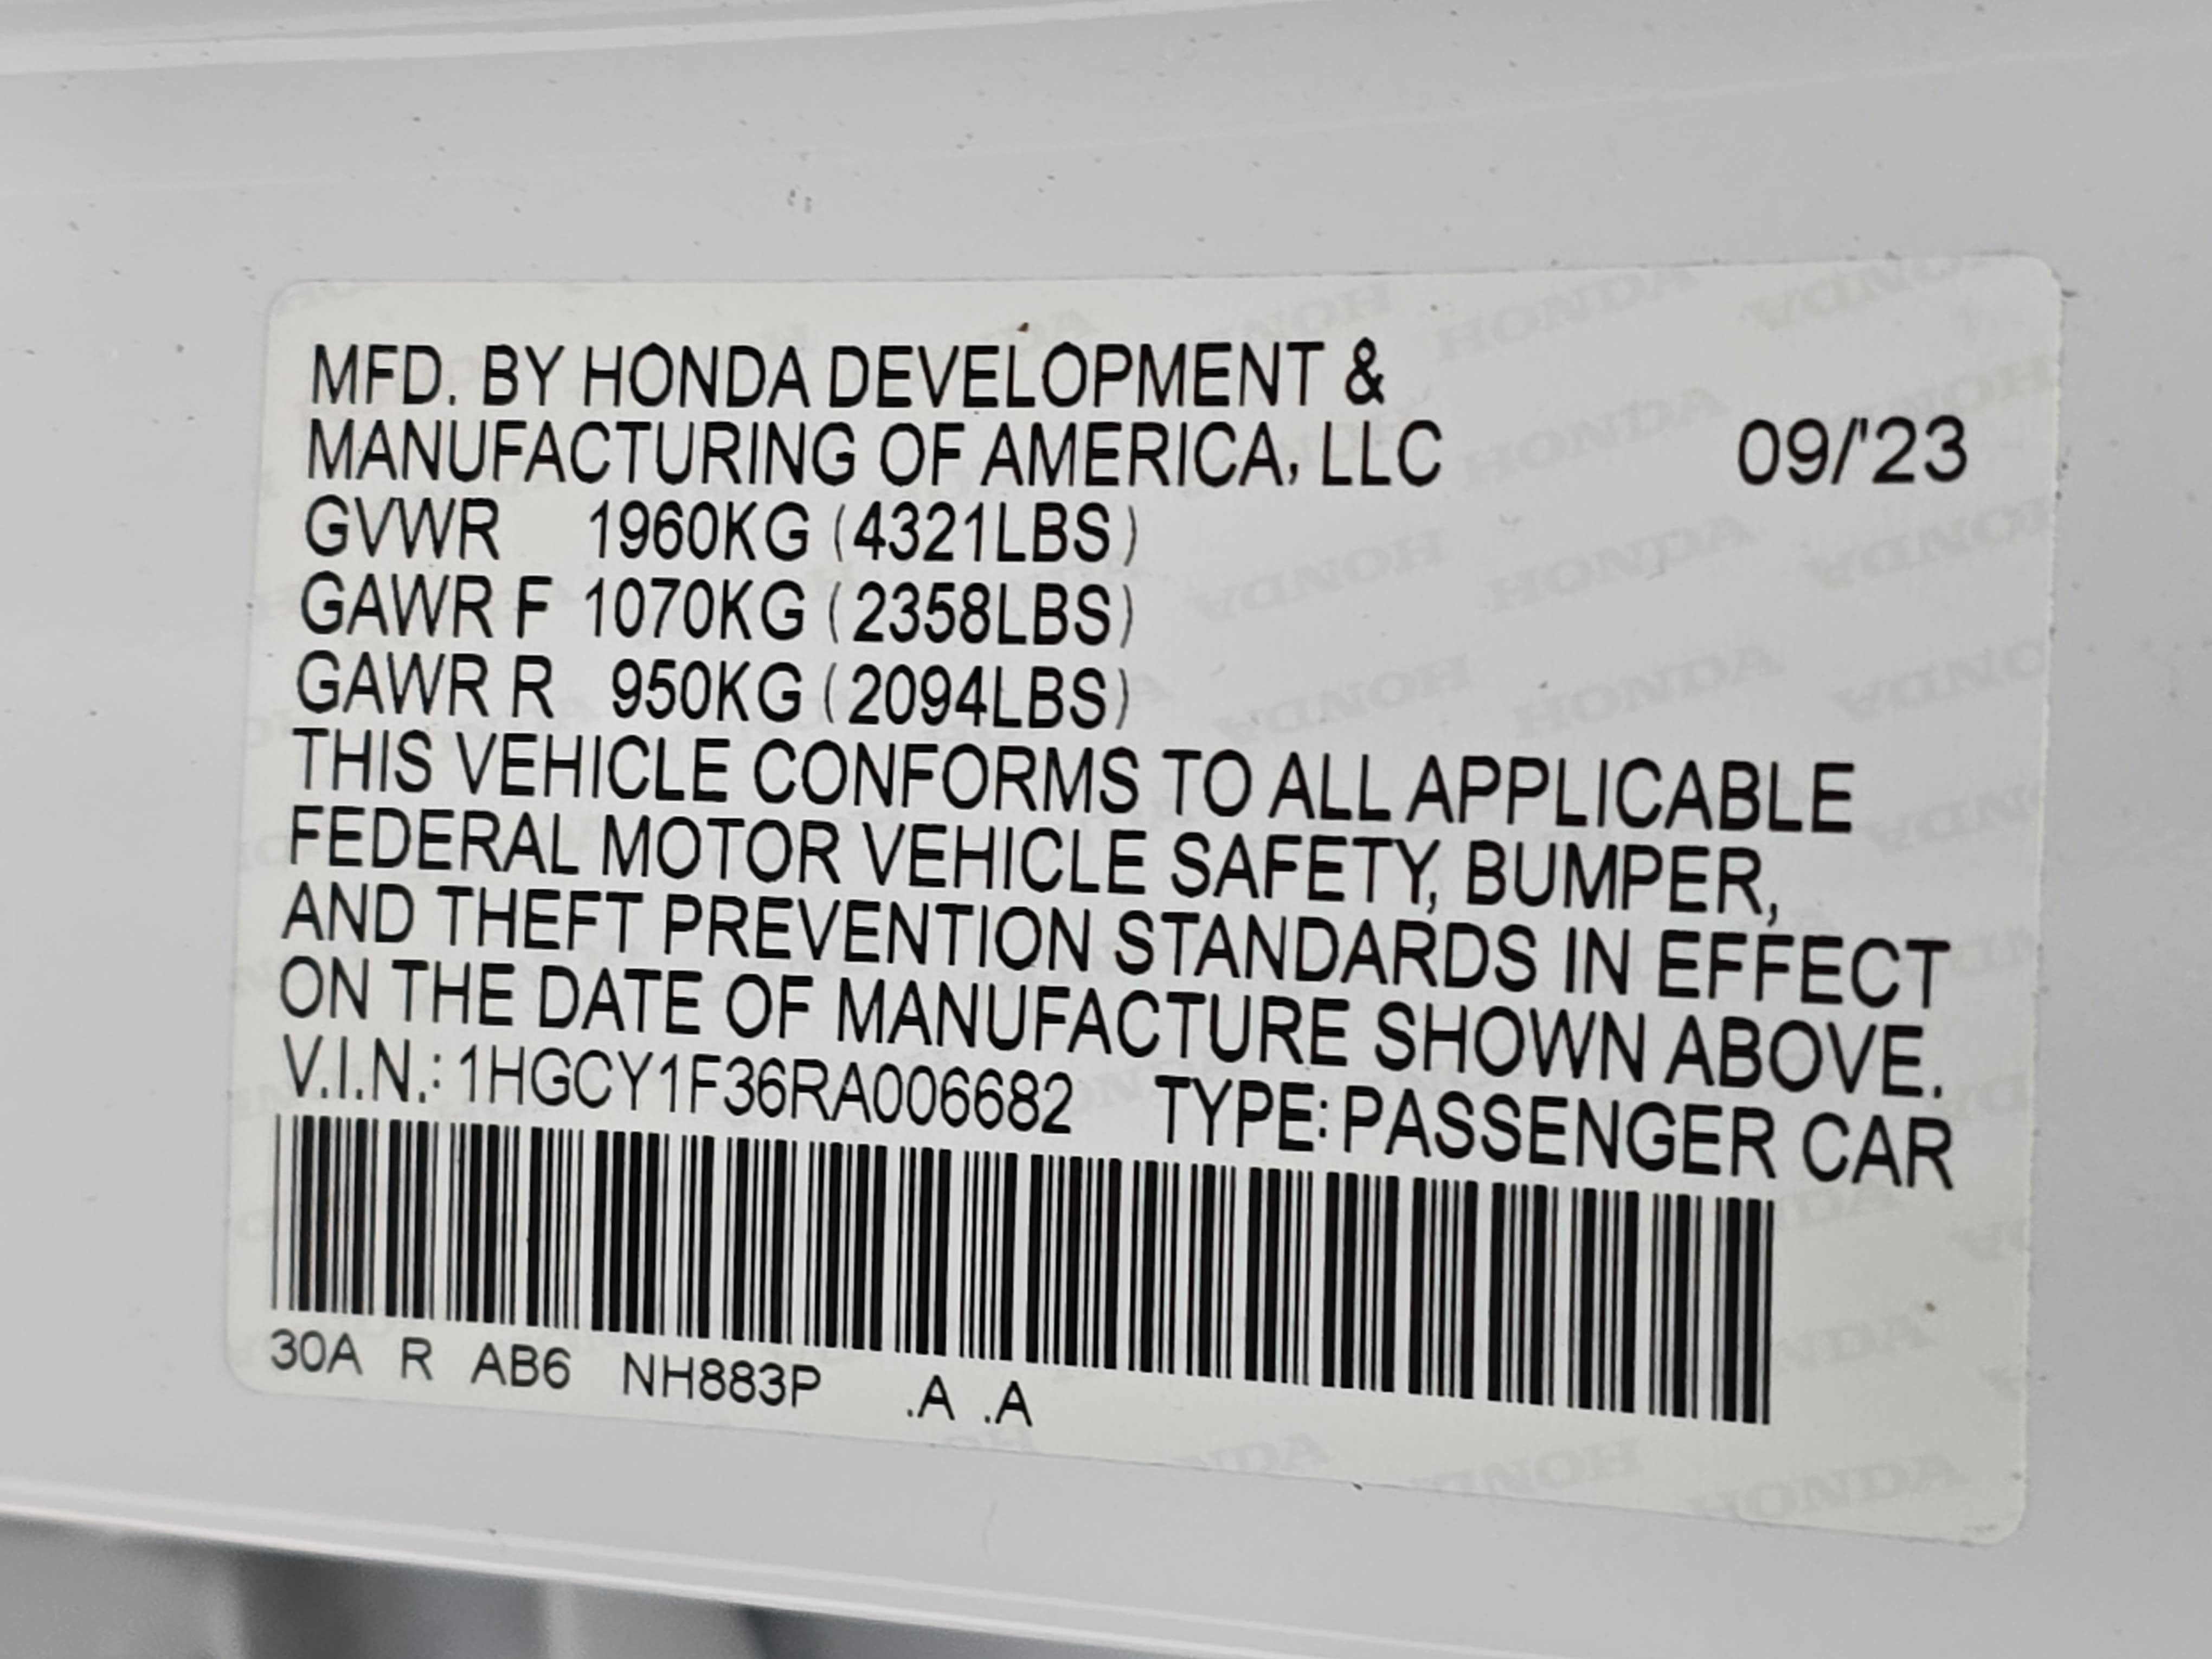 MFD. BY HONDA DEVELOPMENT &
MANUFACTURING OF AMERICA, LLC 09/'23
GVWR 1960KG (4321LBS)
GAWR F 1070KG (2358LBS)
GAWR R 950KG (2094LBS)
THIS VEHICLE CONFORMS TO ALL APPLICABLE
FEDERAL MOTOR VEHICLE SAFETY, BUMPER,
AND THEFT PREVENTION STANDARDS IN EFFECT
ON THE DATE OF MANUFACTURE SHOWN ABOVE.
V.I.N.: 1HGCY1F36RA006682 TYPE: PASSENGER CAR
30A R AB6 NH883P .A .A